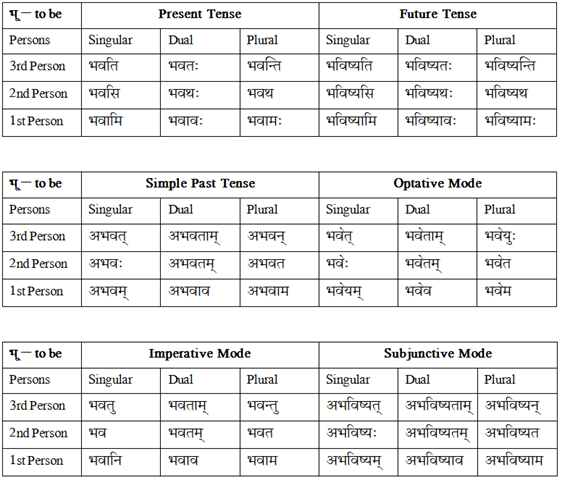 भू – to be Present Tense Future Tense
Persons Singular Dual Plural Singular Dual Plural
3rd Person भवति भवतः भवन्ति भविष्यति भविष्यतः भविष्यन्ति
2nd Person भवसि भवथः भवथ भविष्यसि भविष्यथः भविष्यथ
1st Person भवामि भवावः भवामः भविष्यामि भविष्यावः भविष्यामः
भू – to be Simple Past Tense Optative Mode
Persons Singular Dual Plural Singular Dual Plural
3rd Person अभवत् अभवताम् अभवन् भवेत् भवेताम् भवेयुः
2nd Person अभवः अभवतम् अभवत भवेः भवेतम् भवेत
1st Person अभवम् अभवाव अभवाम भवेयम् भवेव भवेम
भू – to be Imperative Mode Subjunctive Mode
Persons Singular Dual Plural Singular Dual Plural
3rd Person भवतु भवताम् भवन्तु अभविष्यत् अभविष्यताम् अभविष्यन्
2nd Person भव भवतम् भवत अभविष्यः अभविष्यतम् अभविष्यत
1st Person भवानि भवाव भवाम अभविष्यम् अभविष्याव अभविष्याम